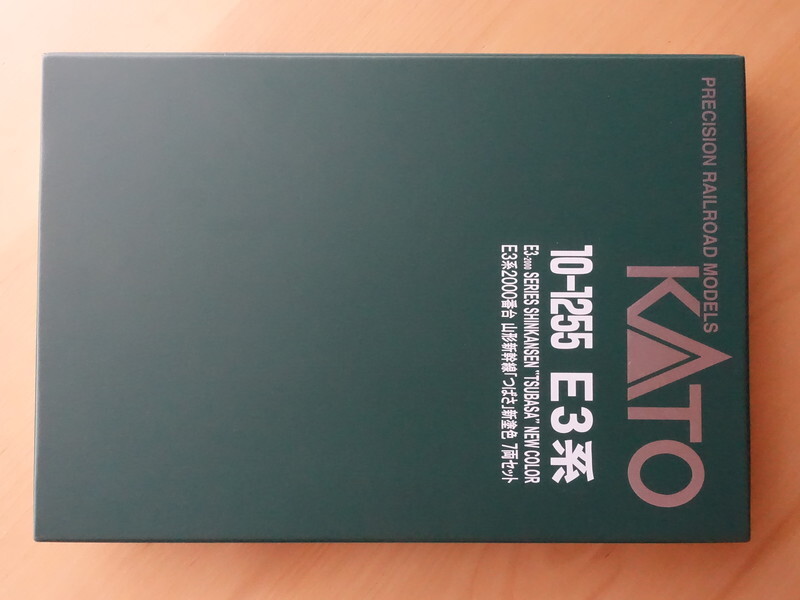 PRECISION RAILROAD MODELS
KATO
10-1255 E3系
E3-2000 SERIES SHINKANSEN "TSUBASA" NEW COLOR
E3系2000番台 山形新幹線「つばさ」新塗色 7両セット